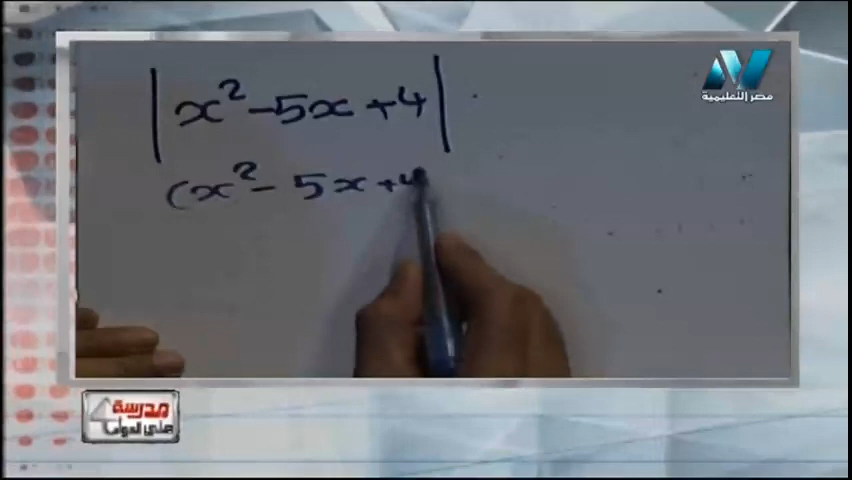 |x² - 5x + 4|
(x² - 5x + 4
مصر التعليمية
مدرسة
على الهواء